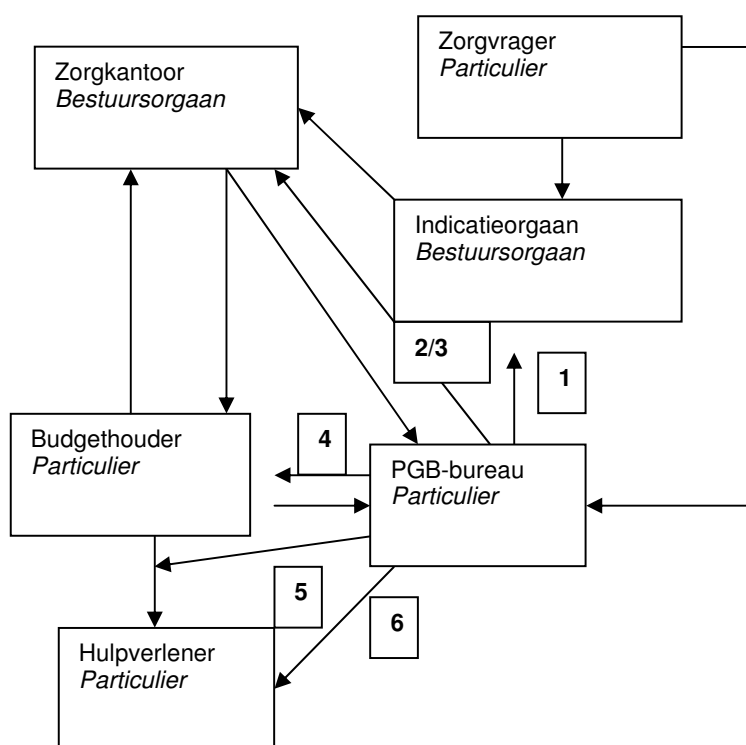 Zorgvrager
Particulier
Zorgkantoor
Bestuursorgaan
Indicatieorgaan
Bestuursorgaan
2/3
1
Budgethouder
Particulier
4
PGB-bureau
Particulier
5
6
Hulpverlener
Particulier